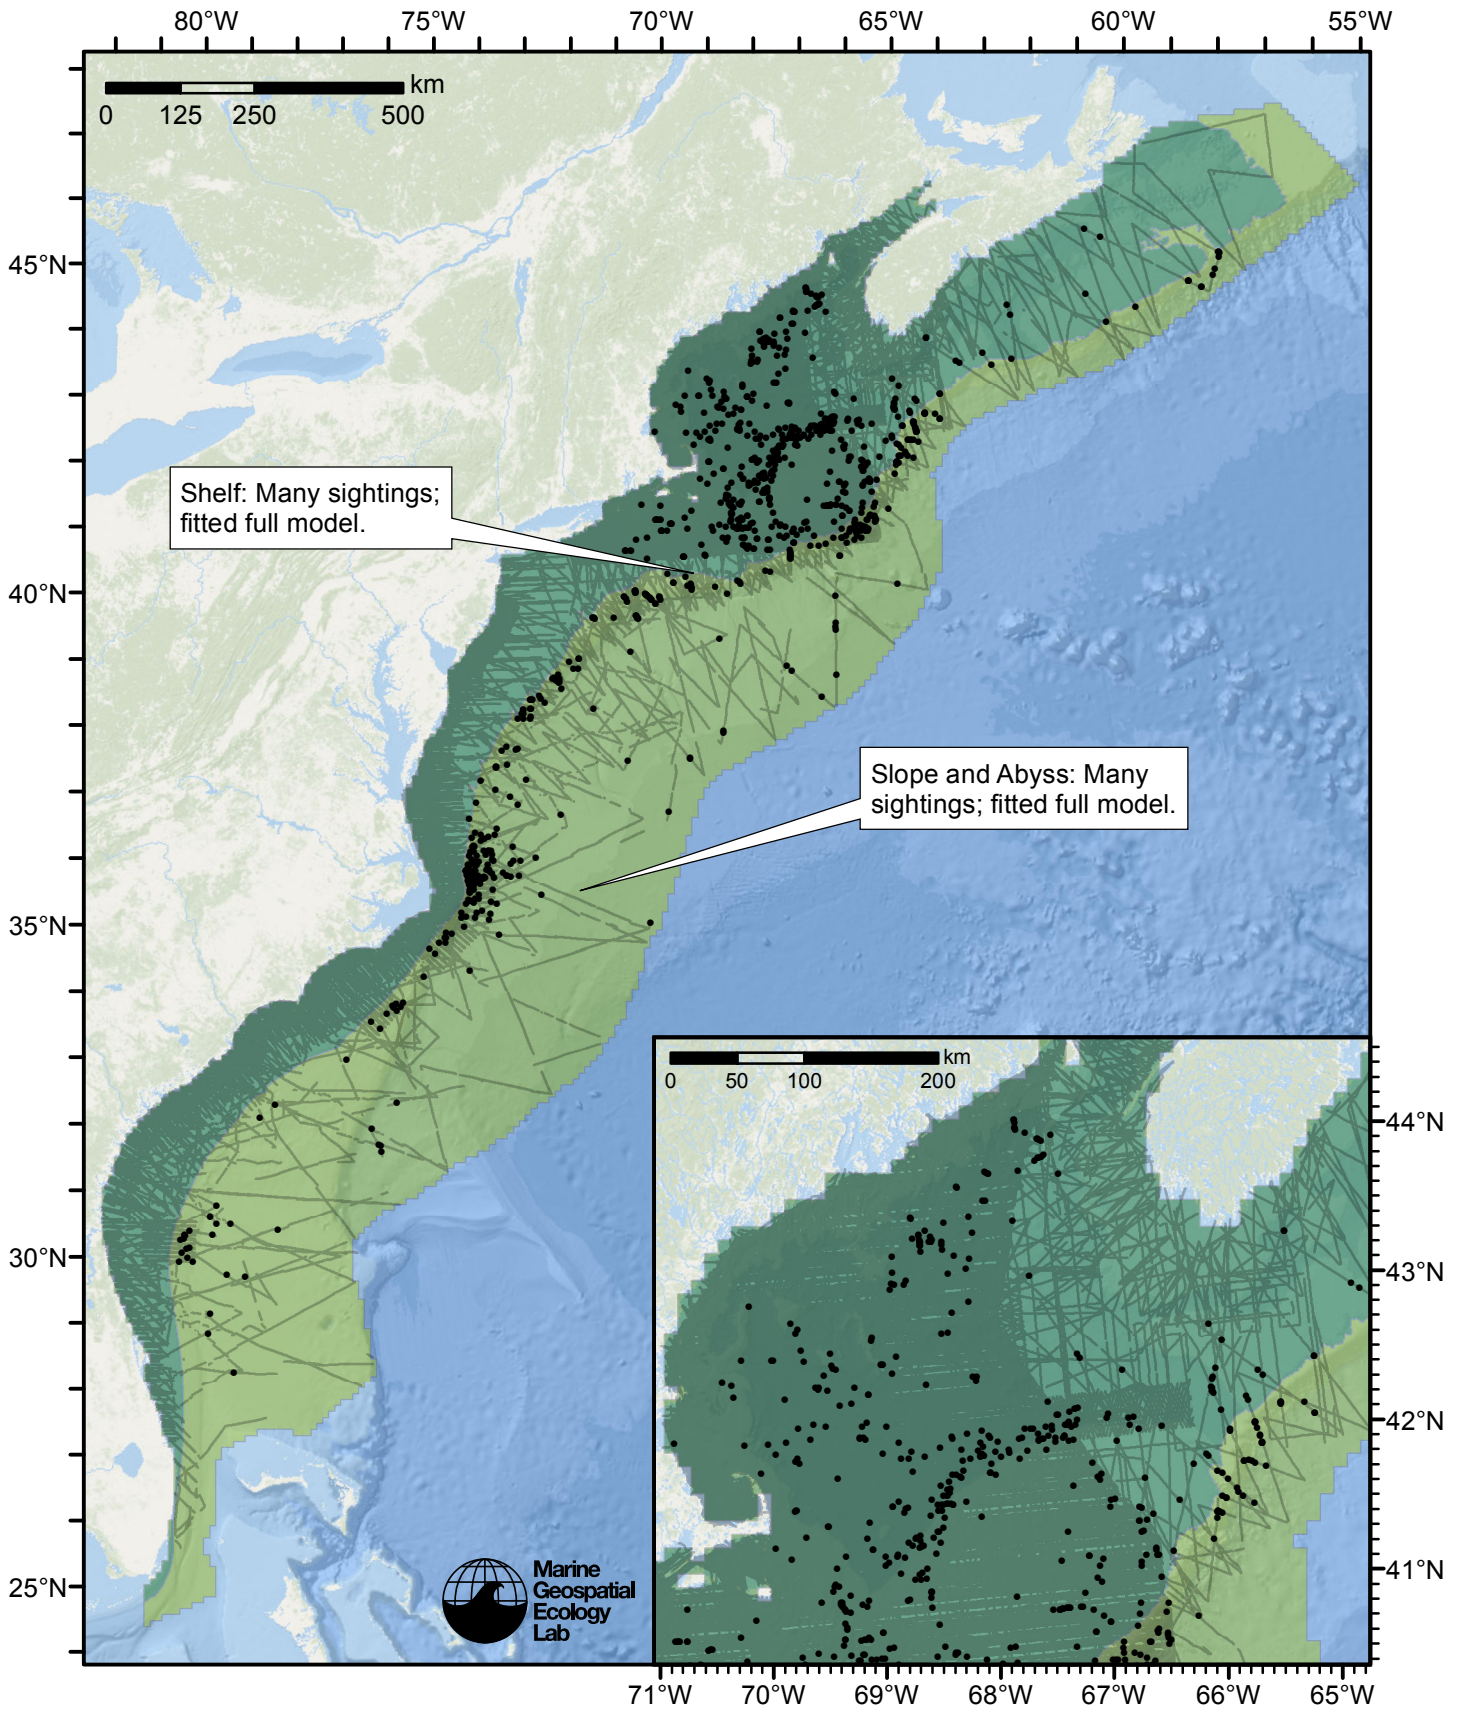 80°W 75°W 70°W 65°W 60°W 55°W
km
0 125 250 500
45°N
40°N
35°N
30°N
25°N
Shelf: Many sightings;
fitted full model.
Slope and Abyss: Many
sightings; fitted full model.
km
0 50 100 200
44°N
43°N
42°N
41°N
Marine
Geospatial
Ecology
Lab
71°W 70°W 69°W 68°W 67°W 66°W 65°W